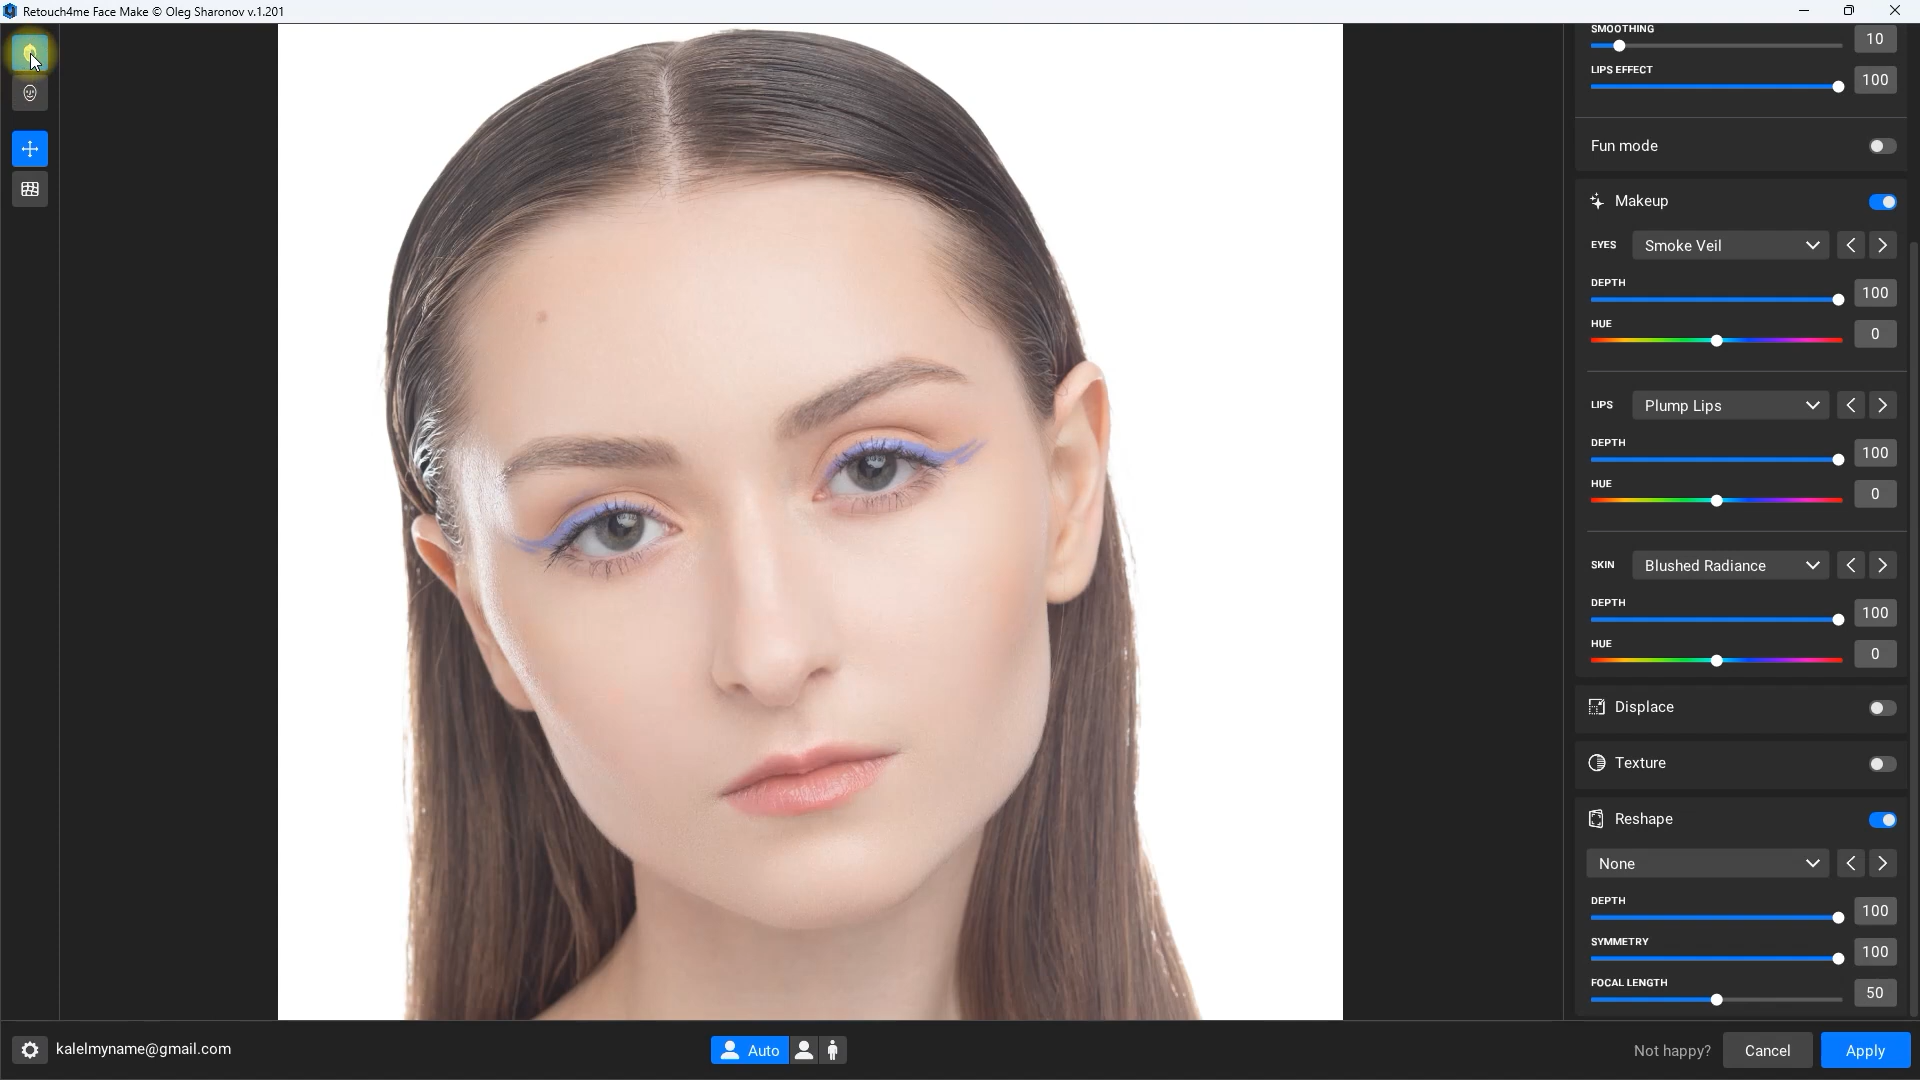 Retouch4me Face Make © Oleg Sharonov v.1.201
SMOOTHING
10
LIPS EFFECT
100
Fun mode
Makeup
EYES Smoke Veil
DEPTH
100
HUE
0
LIPS Plump Lips
DEPTH
100
HUE
0
SKIN Blushed Radiance
DEPTH
100
HUE
0
Displace
Texture
Reshape
None
DEPTH
100
SYMMETRY
100
FOCAL LENGTH
50
kalelmyname@gmail.com
Auto
Not happy? Cancel Apply